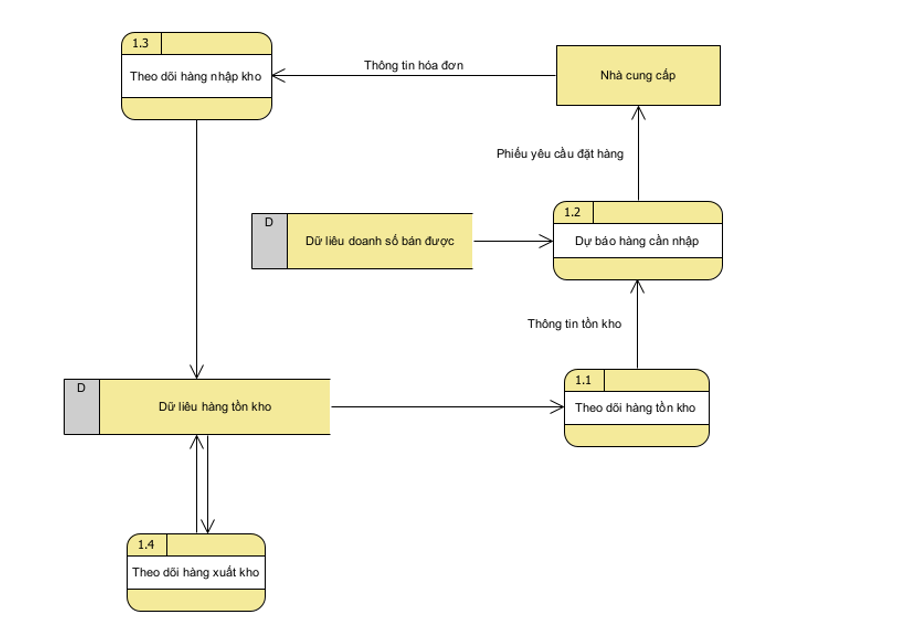 1.3
Theo dõi hàng nhập kho
Thông tin hóa đơn
Nhà cung cấp
Phiếu yêu cầu đặt hàng
D
Dữ liêu doanh số bán được
1.2
Dự báo hàng cần nhập
Thông tin tồn kho
D
Dữ liêu hàng tồn kho
1.1
Theo dõi hàng tồn kho
1.4
Theo dõi hàng xuất kho